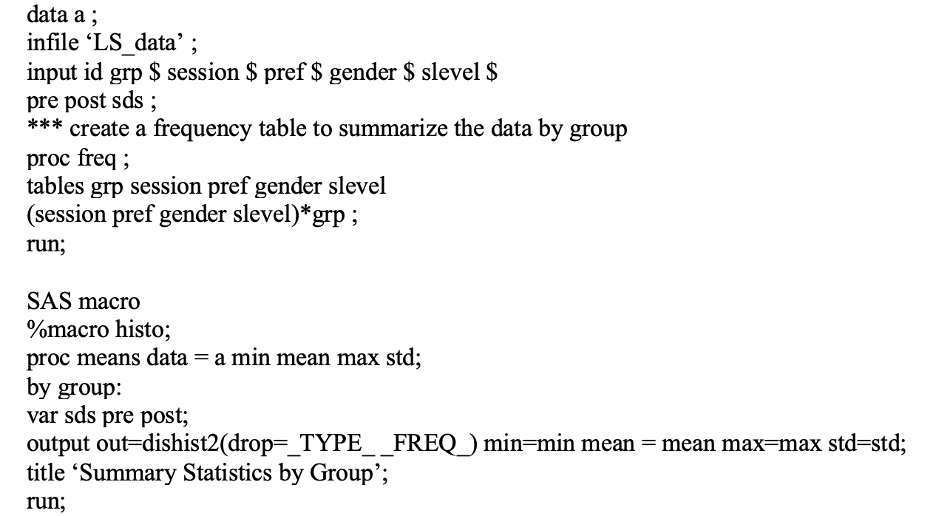 data a ;
infile ‘LS_data’ ;
input id grp $ session $ pref $ gender $ slevel $
pre post sds ;
*** create a frequency table to summarize the data by group
proc freq ;
tables grp session pref gender slevel
(session pref gender slevel)*grp ;
run;
SAS macro
%macro histo;
proc means data = a min mean max std;
by group:
var sds pre post;
output out=dishist2(drop=_TYPE_ _FREQ_) min=min mean = mean max=max std=std;
title ‘Summary Statistics by Group’;
run;